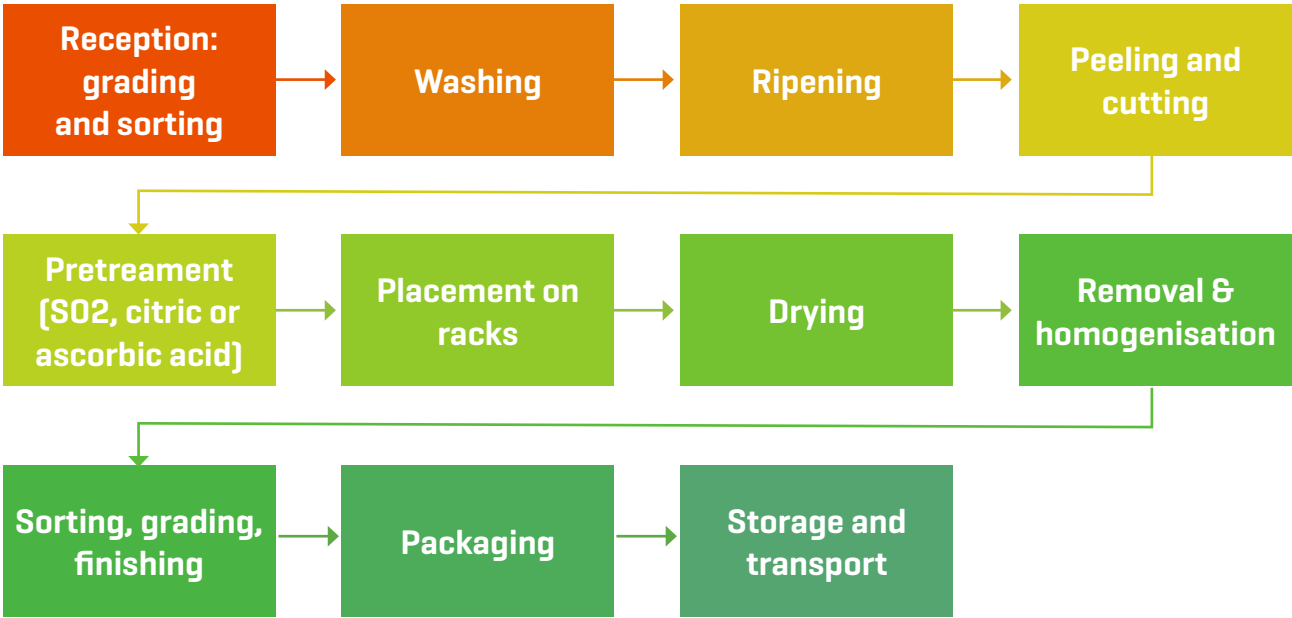 Reception:
grading
and sorting
Washing
Ripening
Peeling and
cutting
Pretreament
(SO2, citric or
ascorbic acid)
Placement on
racks
Drying
Removal &
homogenisation
Sorting, grading,
finishing
Packaging
Storage and
transport